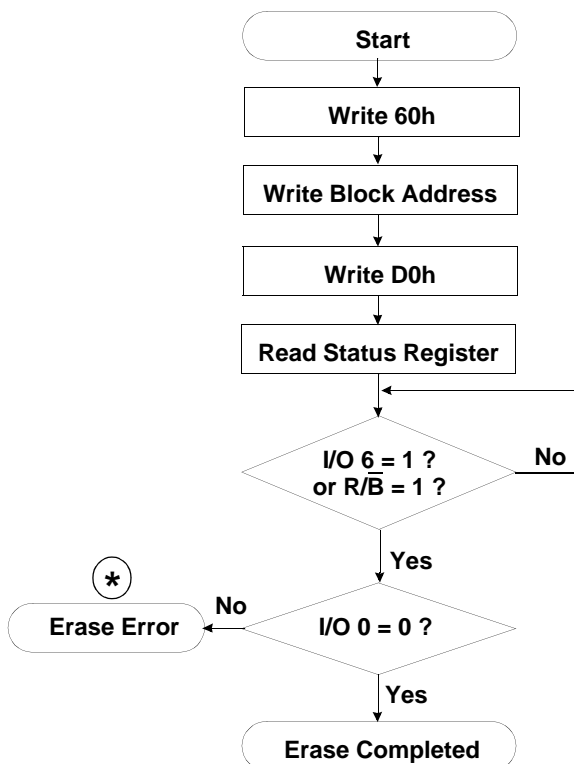 Start
Write 60h
Write Block Address
Write D0h
Read Status Register
I/O 6 = 1 ?
or R/B̅ = 1 ?
No
Yes
*
No
Erase Error
I/O 0 = 0 ?
Yes
Erase Completed